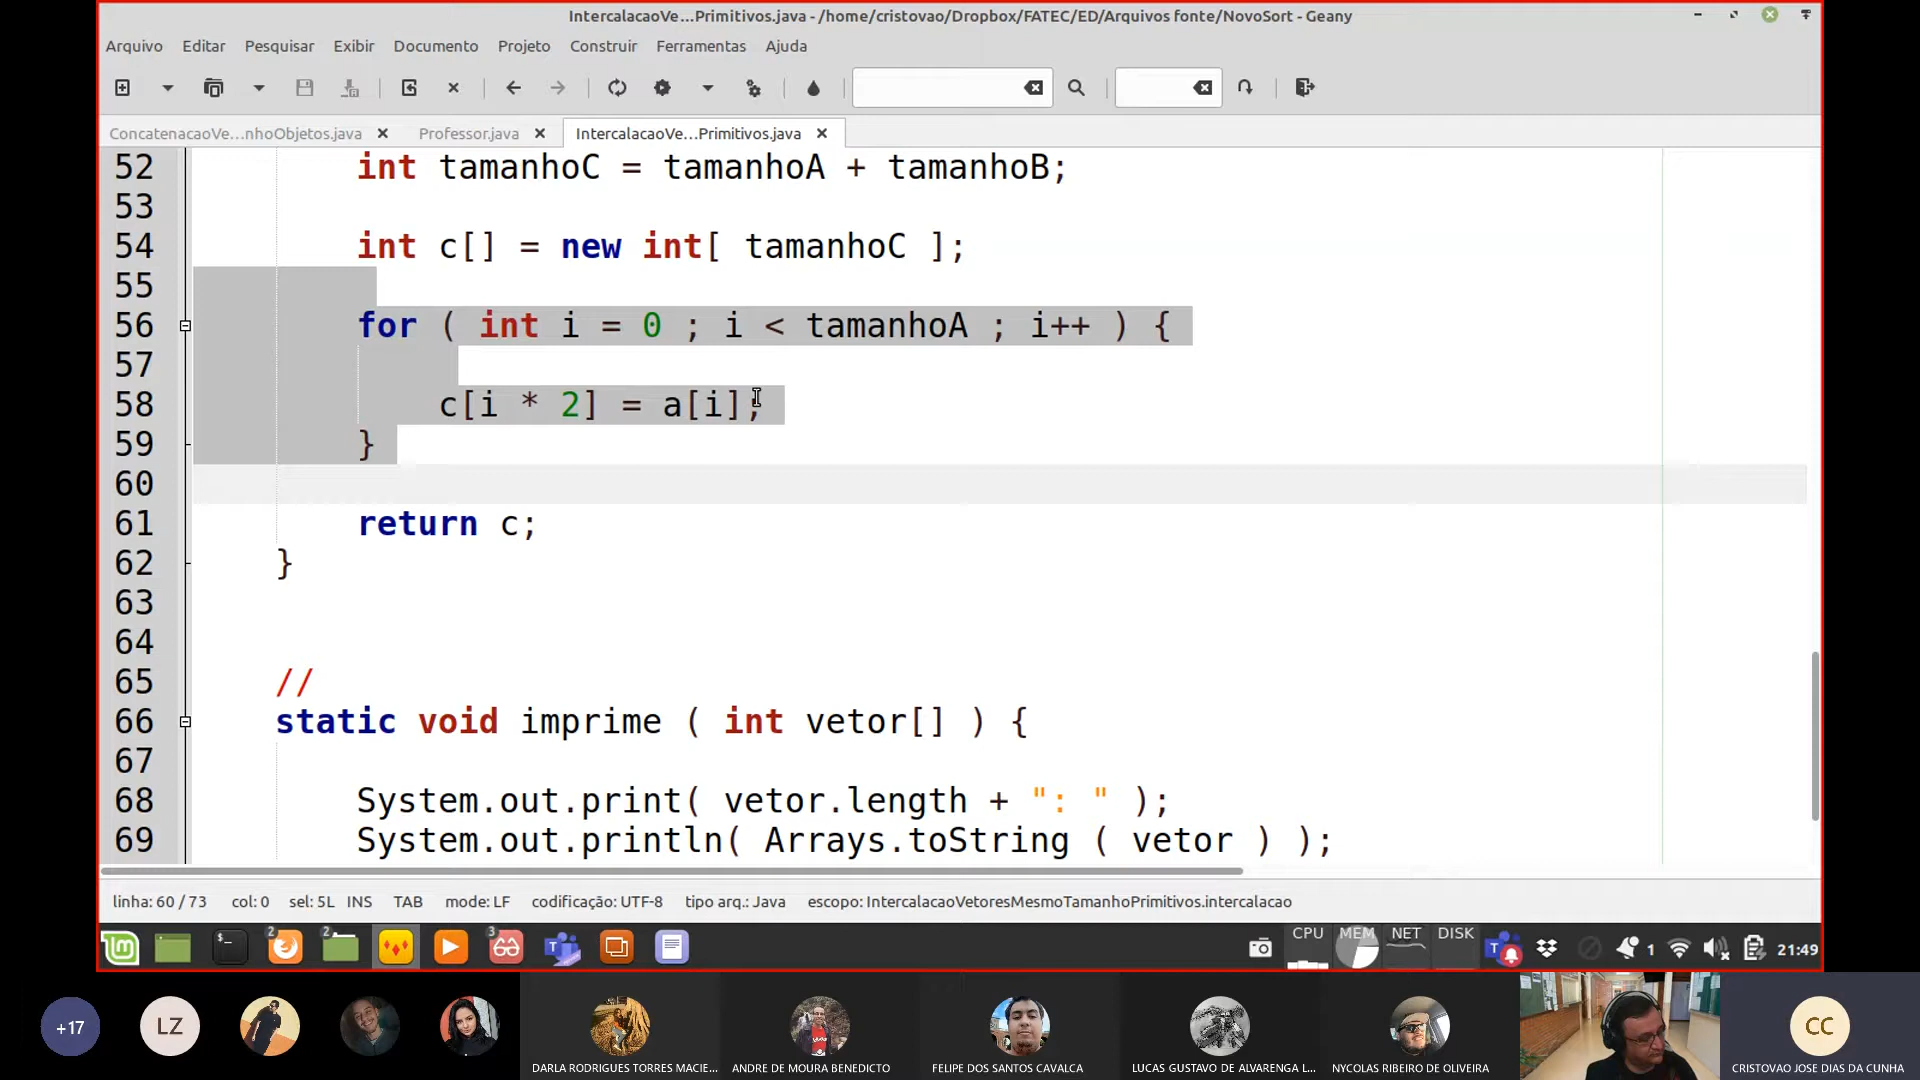 IntercalacaoVe...Primitivos.java - /home/cristovao/Dropbox/FATEC/ED/Arquivos fonte/NovoSort - Geany
Arquivo Editar Pesquisar Exibir Documento Projeto Construir Ferramentas Ajuda
ConcatenacaoVe...nhoObjetos.java Professor.java IntercalacaoVe...Primitivos.java
52 int tamanhoC = tamanhoA + tamanhoB;
53
54 int c[] = new int[ tamanhoC ];
55
56 for ( int i = 0 ; i < tamanhoA ; i++ ) {
57
58 c[i * 2] = a[i];
59 }
60
61 return c;
62 }
63
64
65 //
66 static void imprime ( int vetor[] ) {
67
68 System.out.print( vetor.length + ": " );
69 System.out.println( Arrays.toString ( vetor ) );
linha: 60 / 73 col: 0 sel: 5L INS TAB mode: LF codificação: UTF-8 tipo arq.: Java escopo: IntercalacaoVetoresMesmoTamanhoPrimitivos.intercalacao
2 2 3 CPU MEM NET DISK 1 21:49
+17 LZ CC
DARLA RODRIGUES TORRES MACIE... ANDRE DE MOURA BENEDICTO FELIPE DOS SANTOS CAVALCA LUCAS GUSTAVO DE ALVARENGA L... NYCOLAS RIBEIRO DE OLIVEIRA CRISTOVAO JOSE DIAS DA CUNHA